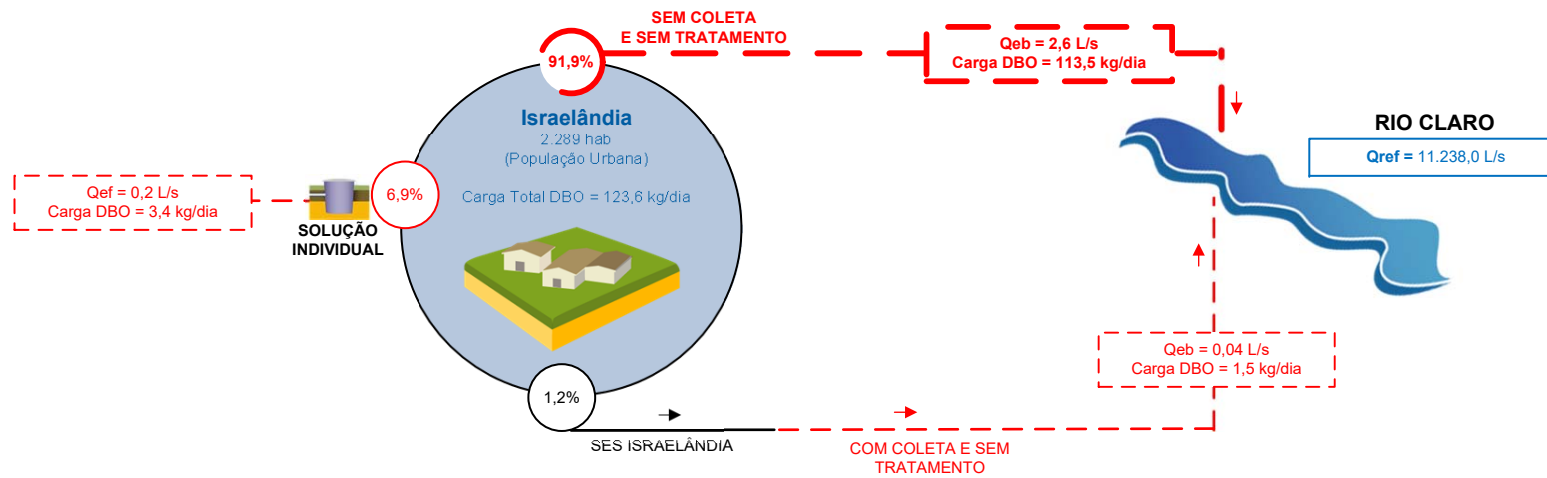 SEM COLETA
E SEM TRATAMENTO
91,9%
Qeb = 2,6 L/s
Carga DBO = 113,5 kg/dia
Israelândia
2.289 hab
(População Urbana)
Carga Total DBO = 123,6 kg/dia
RIO CLARO
Qref = 11.238,0 L/s
Qef = 0,2 L/s
Carga DBO = 3,4 kg/dia
6,9%
SOLUÇÃO
INDIVIDUAL
Qeb = 0,04 L/s
Carga DBO = 1,5 kg/dia
1,2%
SES ISRAELÂNDIA
COM COLETA E SEM
TRATAMENTO